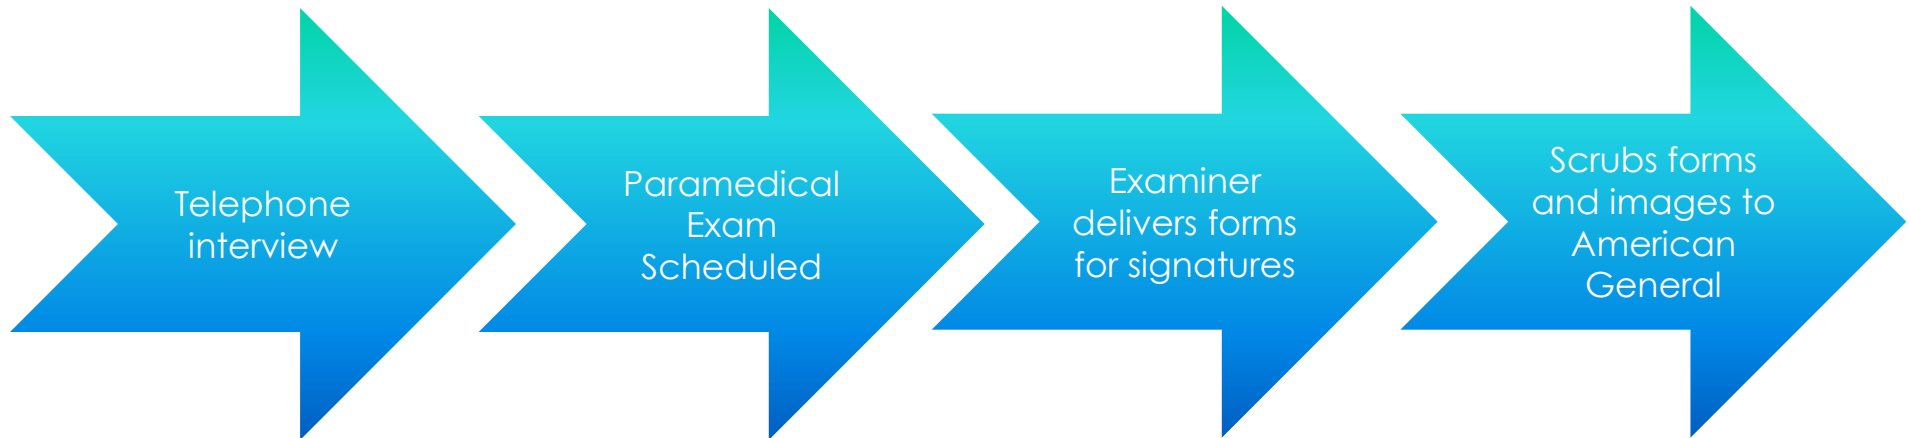 Telephone
interview
Paramedical
Exam
Scheduled
Examiner
delivers forms
for signatures
Scrubs forms
and images to
American
General